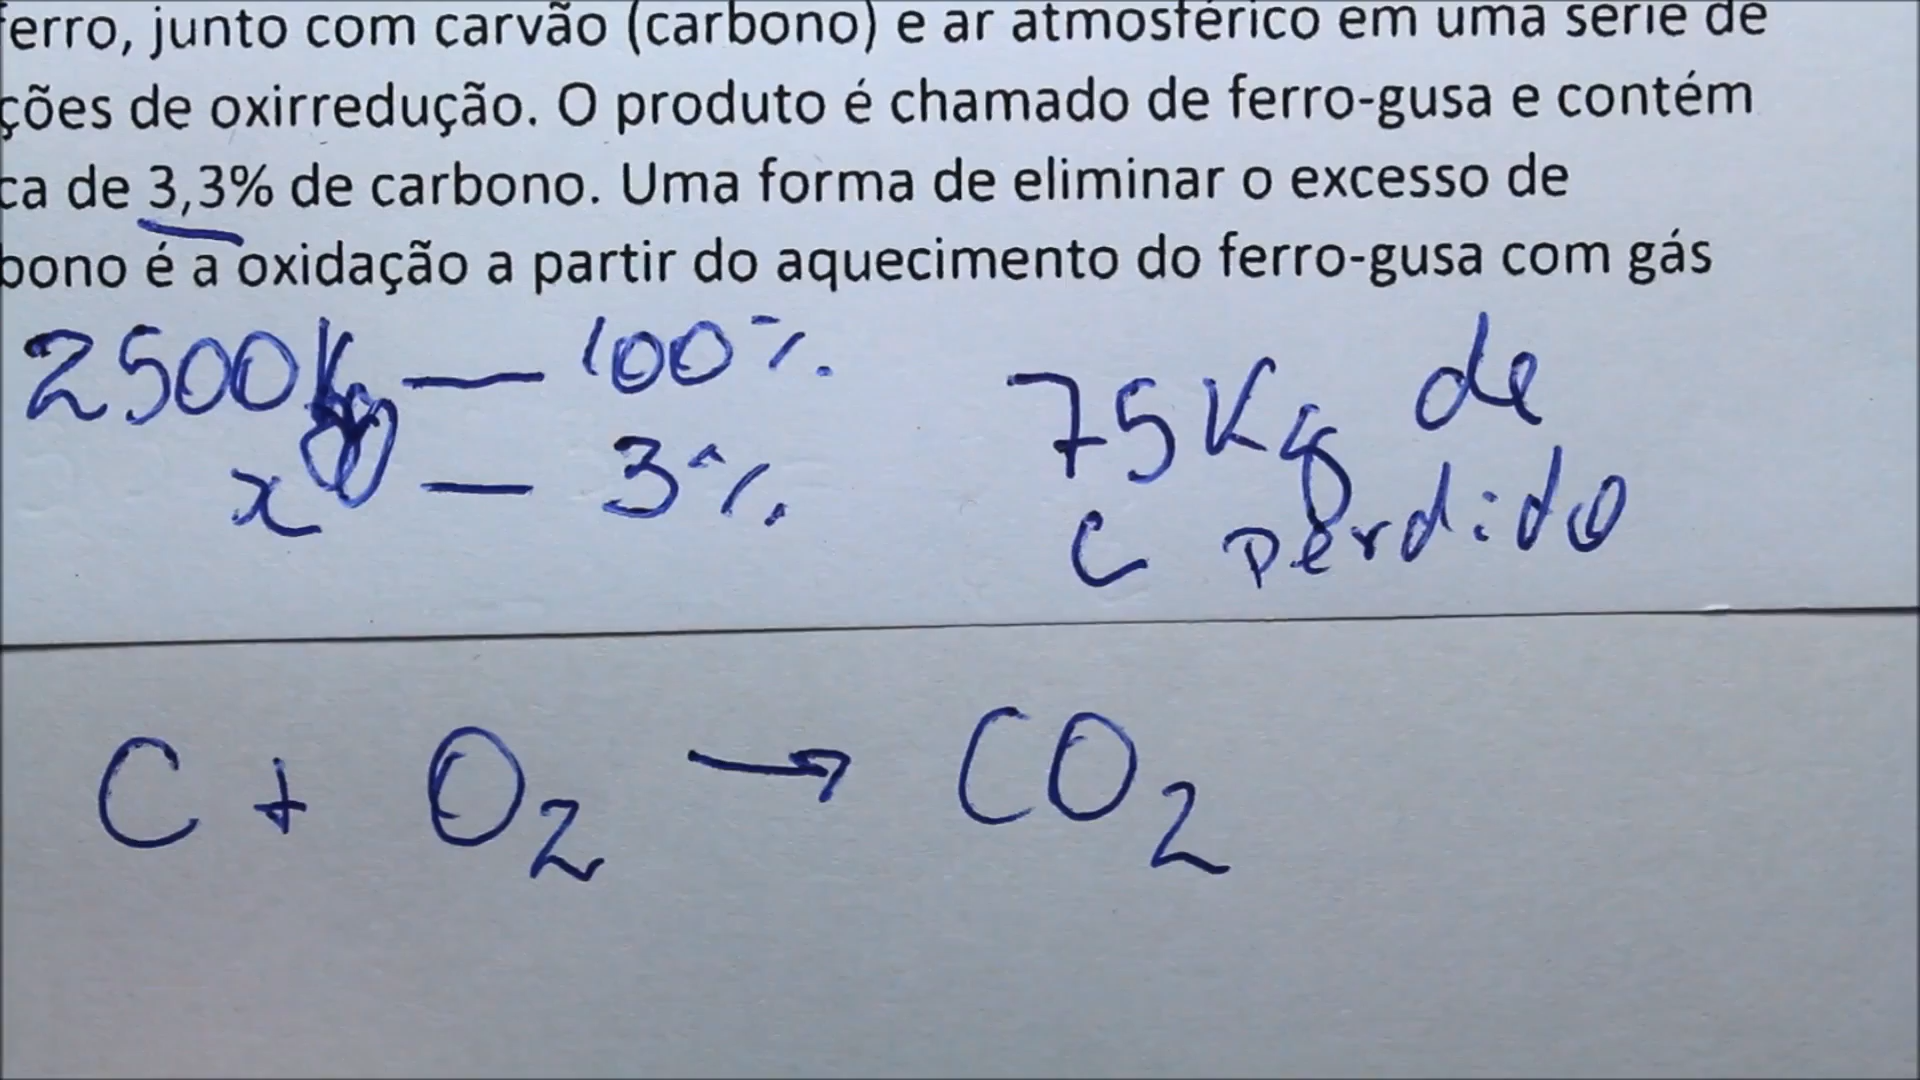 erro, junto com carvão (carbono) e ar atmosférico em uma série de
ções de oxirredução. O produto é chamado de ferro-gusa e contém
ca de 3,3% de carbono. Uma forma de eliminar o excesso de
bono é a oxidação a partir do aquecimento do ferro-gusa com gás
2500Kg — 100%
x — 3%
75Kg de
C perdido
C + O₂ → CO₂